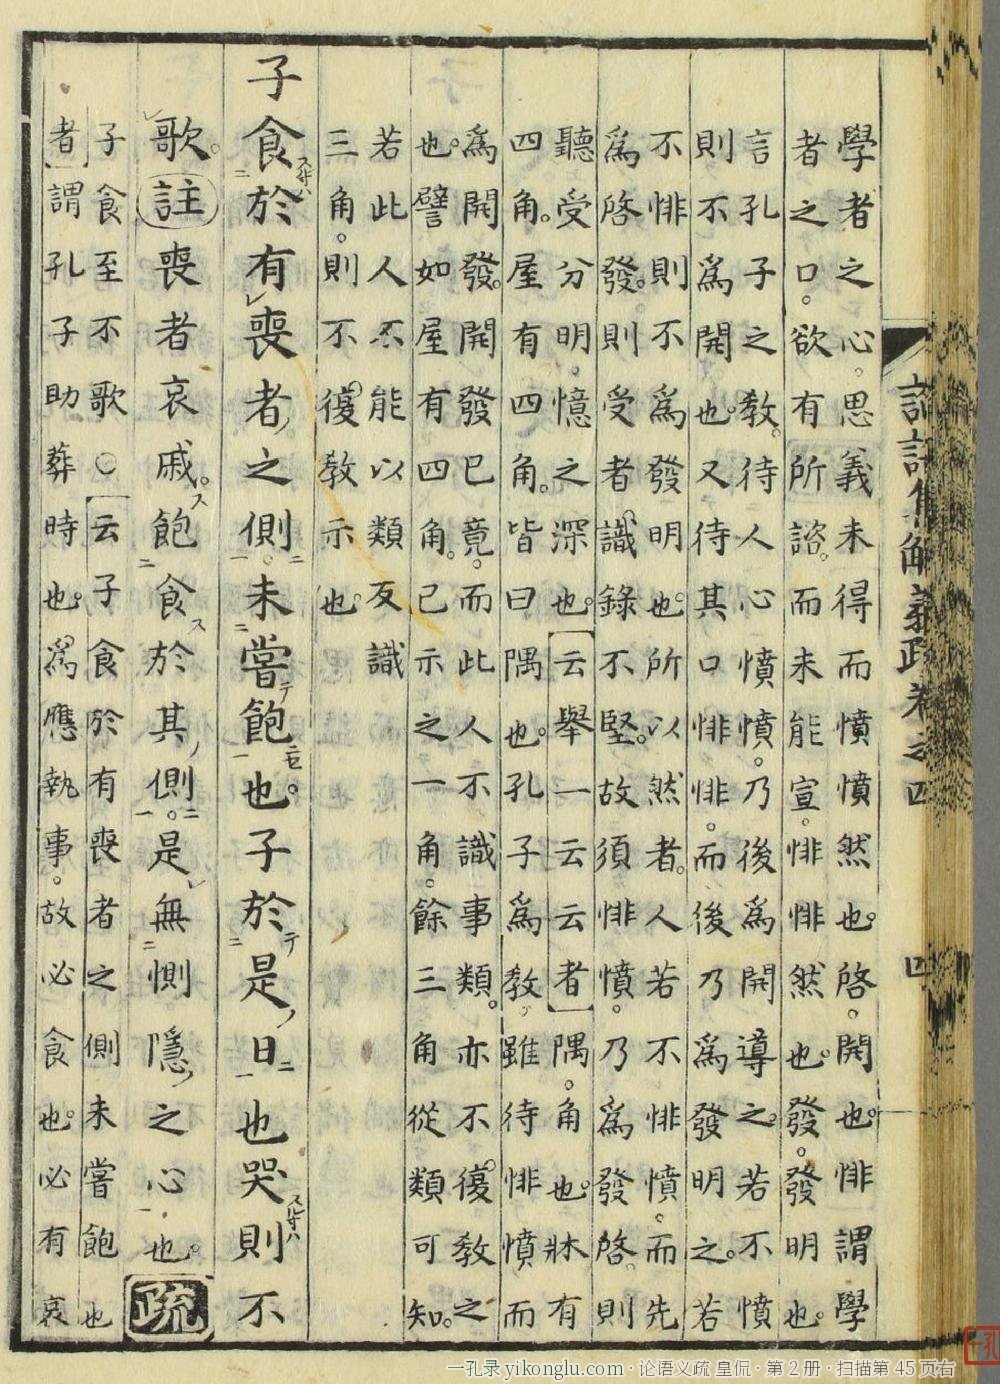 學者之心。思義未得而憤憤然也。啓。開也。悱謂學
者之口。欲有所諮。而未能宣。悱悱然也。發。發明也。
言孔子之教。待人心憤憤。乃後爲開導之。若不憤
則不爲開也。又待其口悱悱。而後乃爲發明之。若
不悱則不爲發明也。所以然者。人若不悱憤。而先
爲啓發。則受者識錄不堅。故須悱憤。乃爲發啓。則
聽受分明。憶之深也。[云舉一云云者]隅。角也。牀有
四角。屋有四角。皆曰隅也。孔子爲教。雖待悱憤而
爲開發。開發已竟。而此人不識事類。亦不復教之
也。譬如屋有四角。已示之一角。餘三角從類可知。
若此人不能以類反識
三角。則不復教示也。
子食於有喪者之側。未嘗飽也。子於是日也哭則不
歌。註喪者哀戚。飽食於其側。是無惻隱之心也。疏
子食至不歌○[云子食於有喪者之側未嘗飽也
者]謂孔子助葬時也。爲應執事。故必食也。必有哀
論語集解義疏卷之四
四
一孔录 yikonglu.com · 论语义疏 皇侃 · 第 2 册 · 扫描第 45 页右
一孔